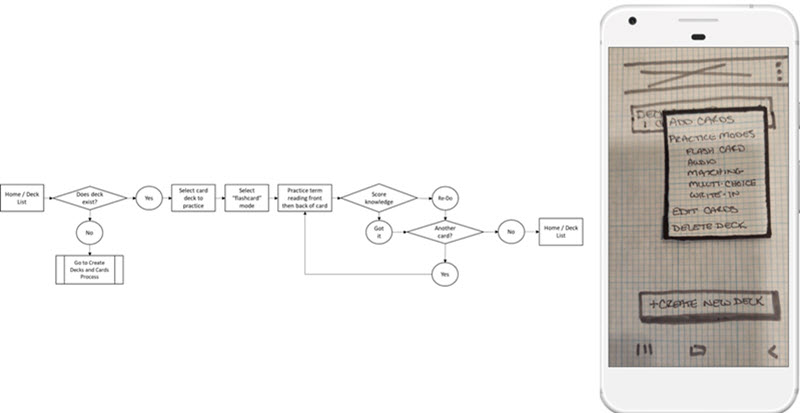 Home / Deck
List
Does deck
exist?
Yes
No
Go to Create
Decks and Cards
Process
Select card
deck to
practice
Select
"flashcard"
mode
Practice term
reading front
then back of card
Score
knowledge
Re-Do
Got
it
Another
card?
Yes
No
Home / Deck
List
DEC
1
ADD CARDS
PRACTICE MODES
FLASH CARD
AUDIO
MATCHING
MULTI-CHOICE
WRITE-IN
EDIT CARDS
DELETE DECK
+CREATE NEW DECK